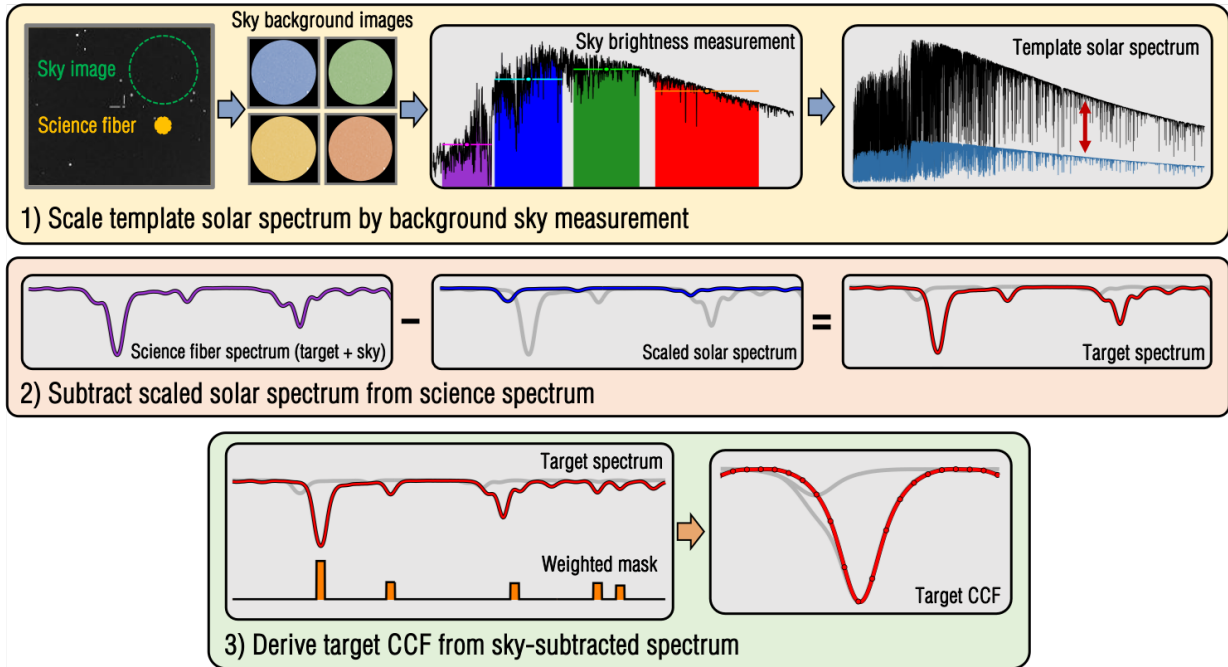 Sky background images
Sky image
Science fiber
Sky brightness measurement
Template solar spectrum
1) Scale template solar spectrum by background sky measurement
Science fiber spectrum (target + sky)
−
Scaled solar spectrum
=
Target spectrum
2) Subtract scaled solar spectrum from science spectrum
Target spectrum
Weighted mask
Target CCF
3) Derive target CCF from sky-subtracted spectrum